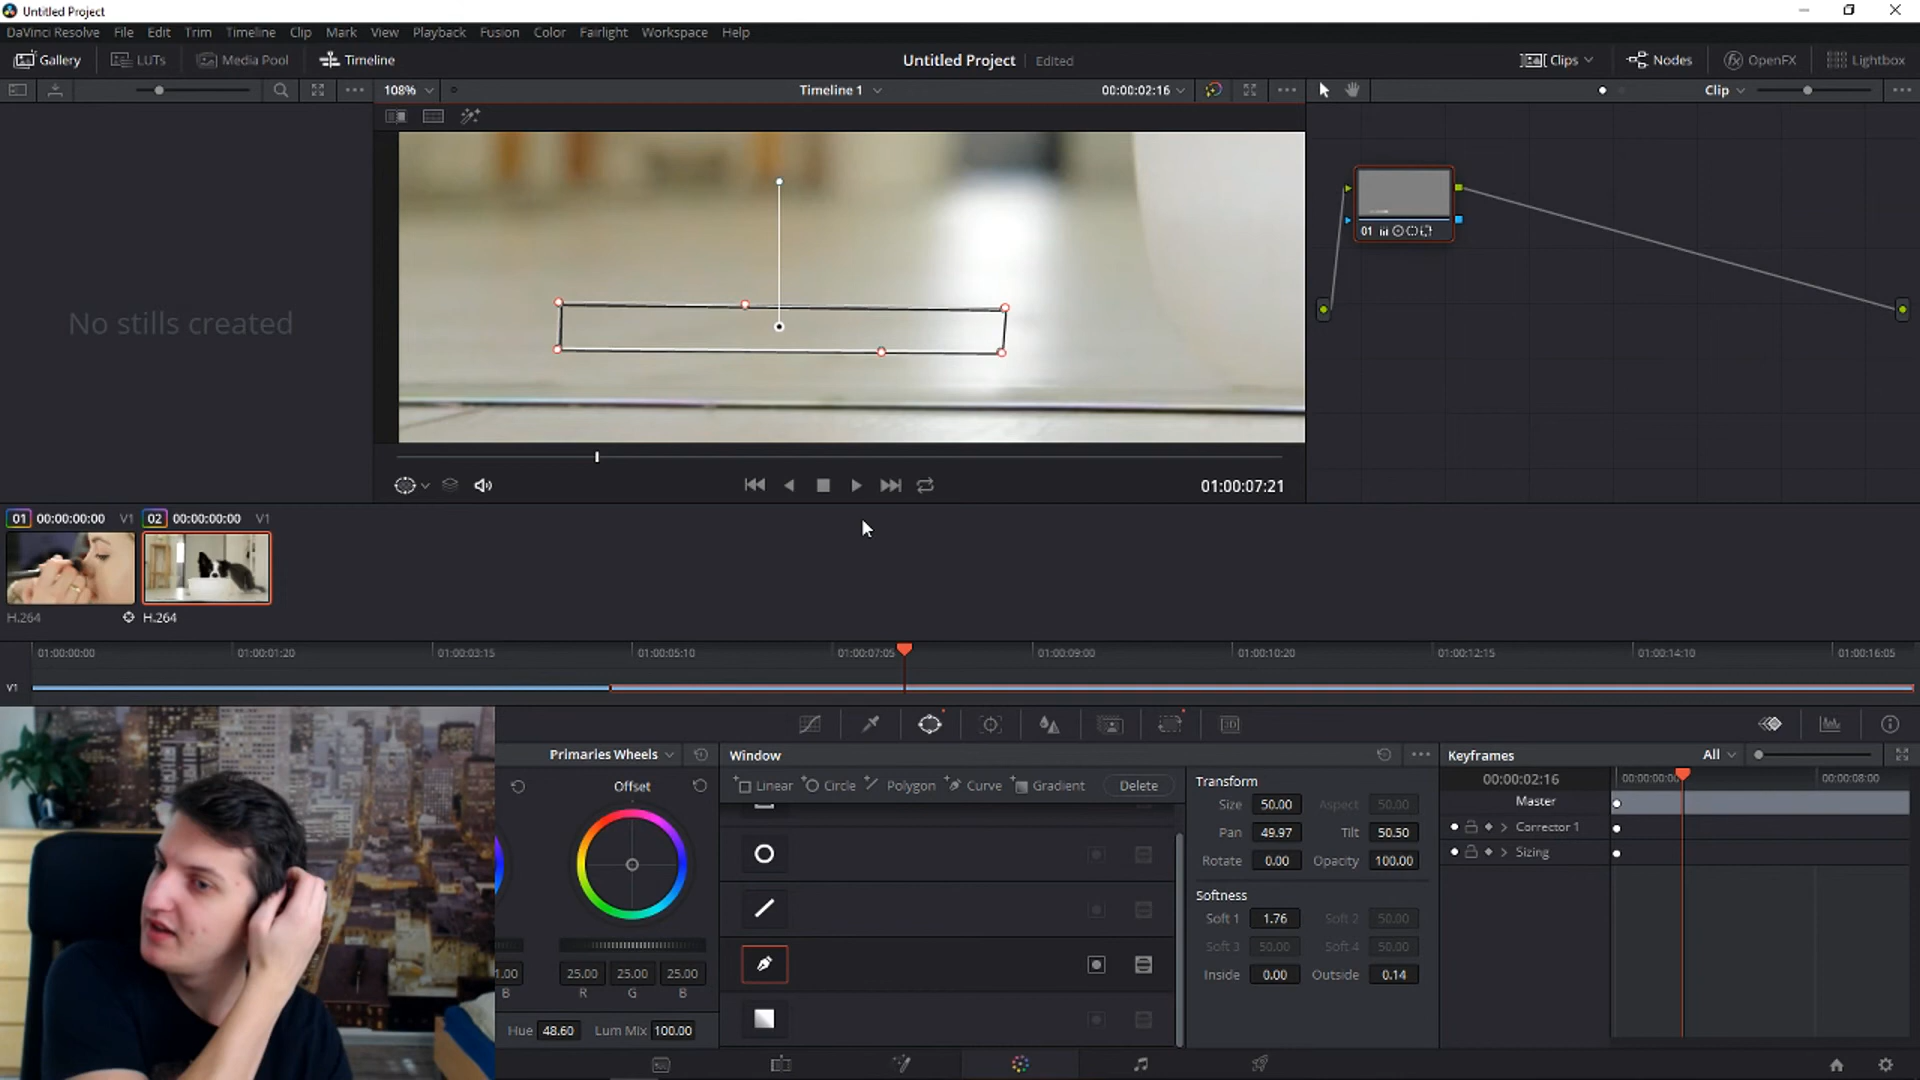 Untitled Project
DaVinci Resolve File Edit Trim Timeline Clip Mark View Playback Fusion Color Fairlight Workspace Help
Gallery LUTs Media Pool Timeline Untitled Project Edited Clips Nodes OpenFX Lightbox
108% Timeline 1 00:00:02:16 Clip
No stills created
01
01:00:07:21
01 00:00:00:00 V1 02 00:00:00:00 V1
H.264 H.264
01:00:00:00 01:00:01:20 01:00:03:15 01:00:05:10 01:00:07:05 01:00:09:00 01:00:10:20 01:00:12:15 01:00:14:10 01:00:16:05
V1
Primaries Wheels Window Keyframes All
Offset Linear Circle Polygon Curve Gradient Delete Transform 00:00:02:16 00:00:00:00 00:00:08:00
Size 50.00 Aspect 50.00 Master
Pan 49.97 Tilt 50.50 Corrector 1
Rotate 0.00 Opacity 100.00 Sizing
Softness
Soft 1 1.76 Soft 2 50.00
Soft 3 50.00 Soft 4 50.00
1.00 25.00 25.00 25.00 Inside 0.00 Outside 0.14
B R G B
Hue 48.60 Lum Mix 100.00